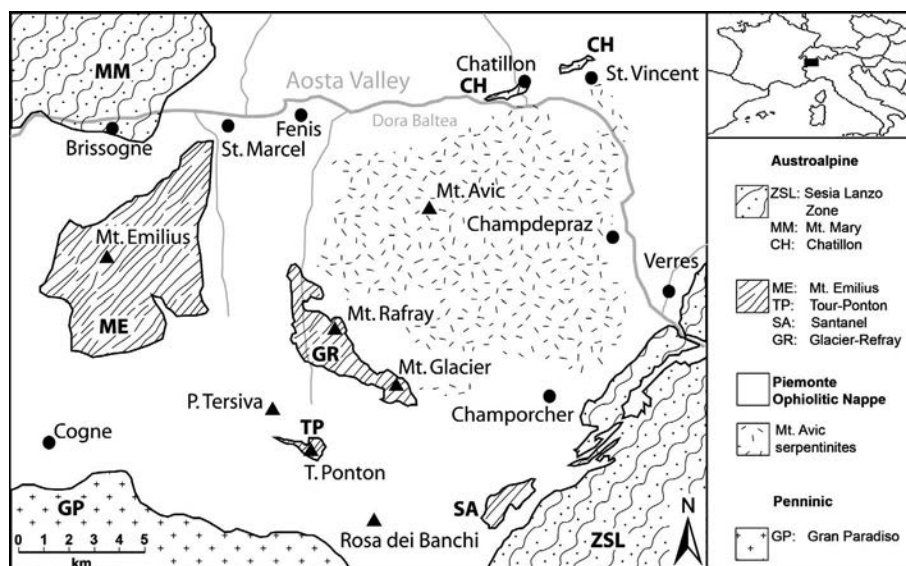 CH
Chatillon
MM
CH
St. Vincent
Aosta Valley
Dora Baltea
Fenis
Brissogne
St. Marcel
Mt. Avic
Champdepraz
Mt. Emilius
Verres
ME
Mt. Rafray
GR
Mt. Glacier
P. Tersiva
Champorcher
Cogne
TP
T. Ponton
GP
SA
N
Rosa dei Banchi
ZSL
0 1 2 3 4 5
km
Austroalpine
ZSL: Sesia Lanzo
Zone
MM: Mt. Mary
CH: Chatillon
ME: Mt. Emilius
TP: Tour-Ponton
SA: Santanel
GR: Glacier-Refray
Piemonte
Ophiolitic Nappe
Mt. Avic
serpentinites
Penninic
GP: Gran Paradiso